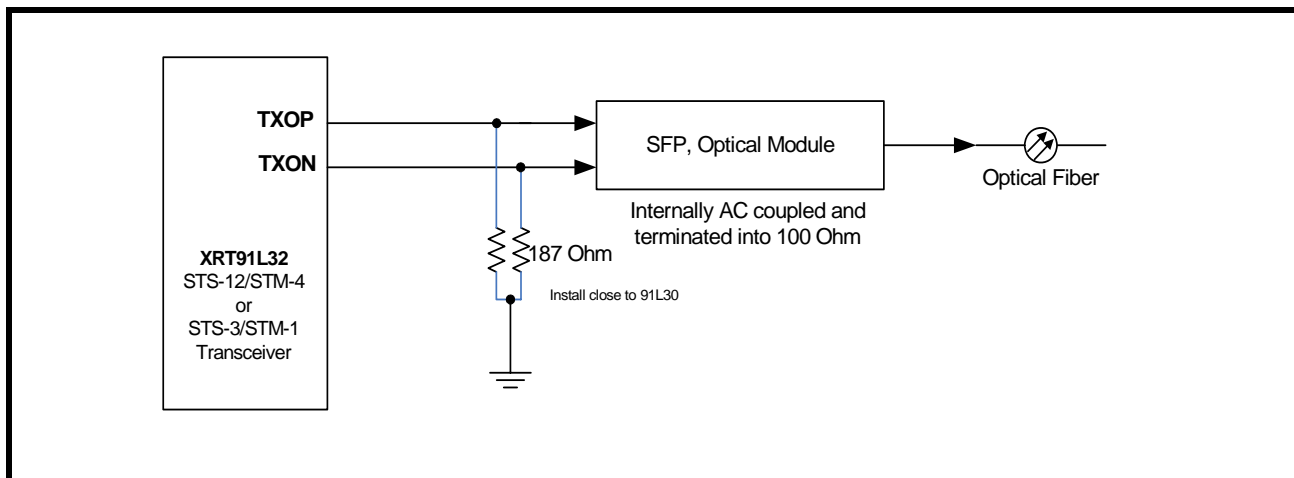 TXOP
TXON
XRT91L32
STS-12/STM-4
or
STS-3/STM-1
Transceiver
187 Ohm
Install close to 91L30
SFP, Optical Module
Internally AC coupled and
terminated into 100 Ohm
Optical Fiber